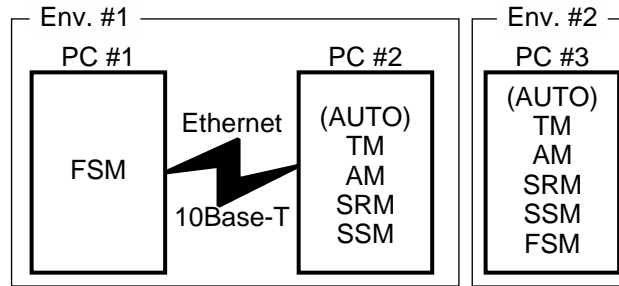 Env. #1
PC #1
FSM
Ethernet
10Base-T
PC #2
(AUTO)
TM
AM
SRM
SSM
Env. #2
PC #3
(AUTO)
TM
AM
SRM
SSM
FSM